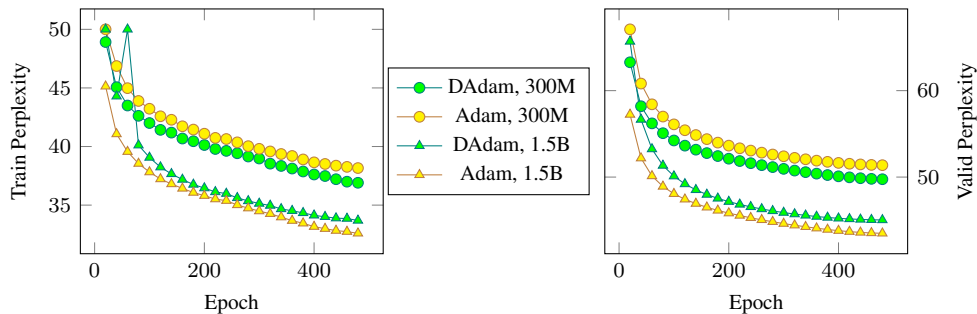 50
45
40
35
Train Perplexity
0
200
400
Epoch
DAdam, 300M
Adam, 300M
DAdam, 1.5B
Adam, 1.5B
60
50
Valid Perplexity
0
200
400
Epoch